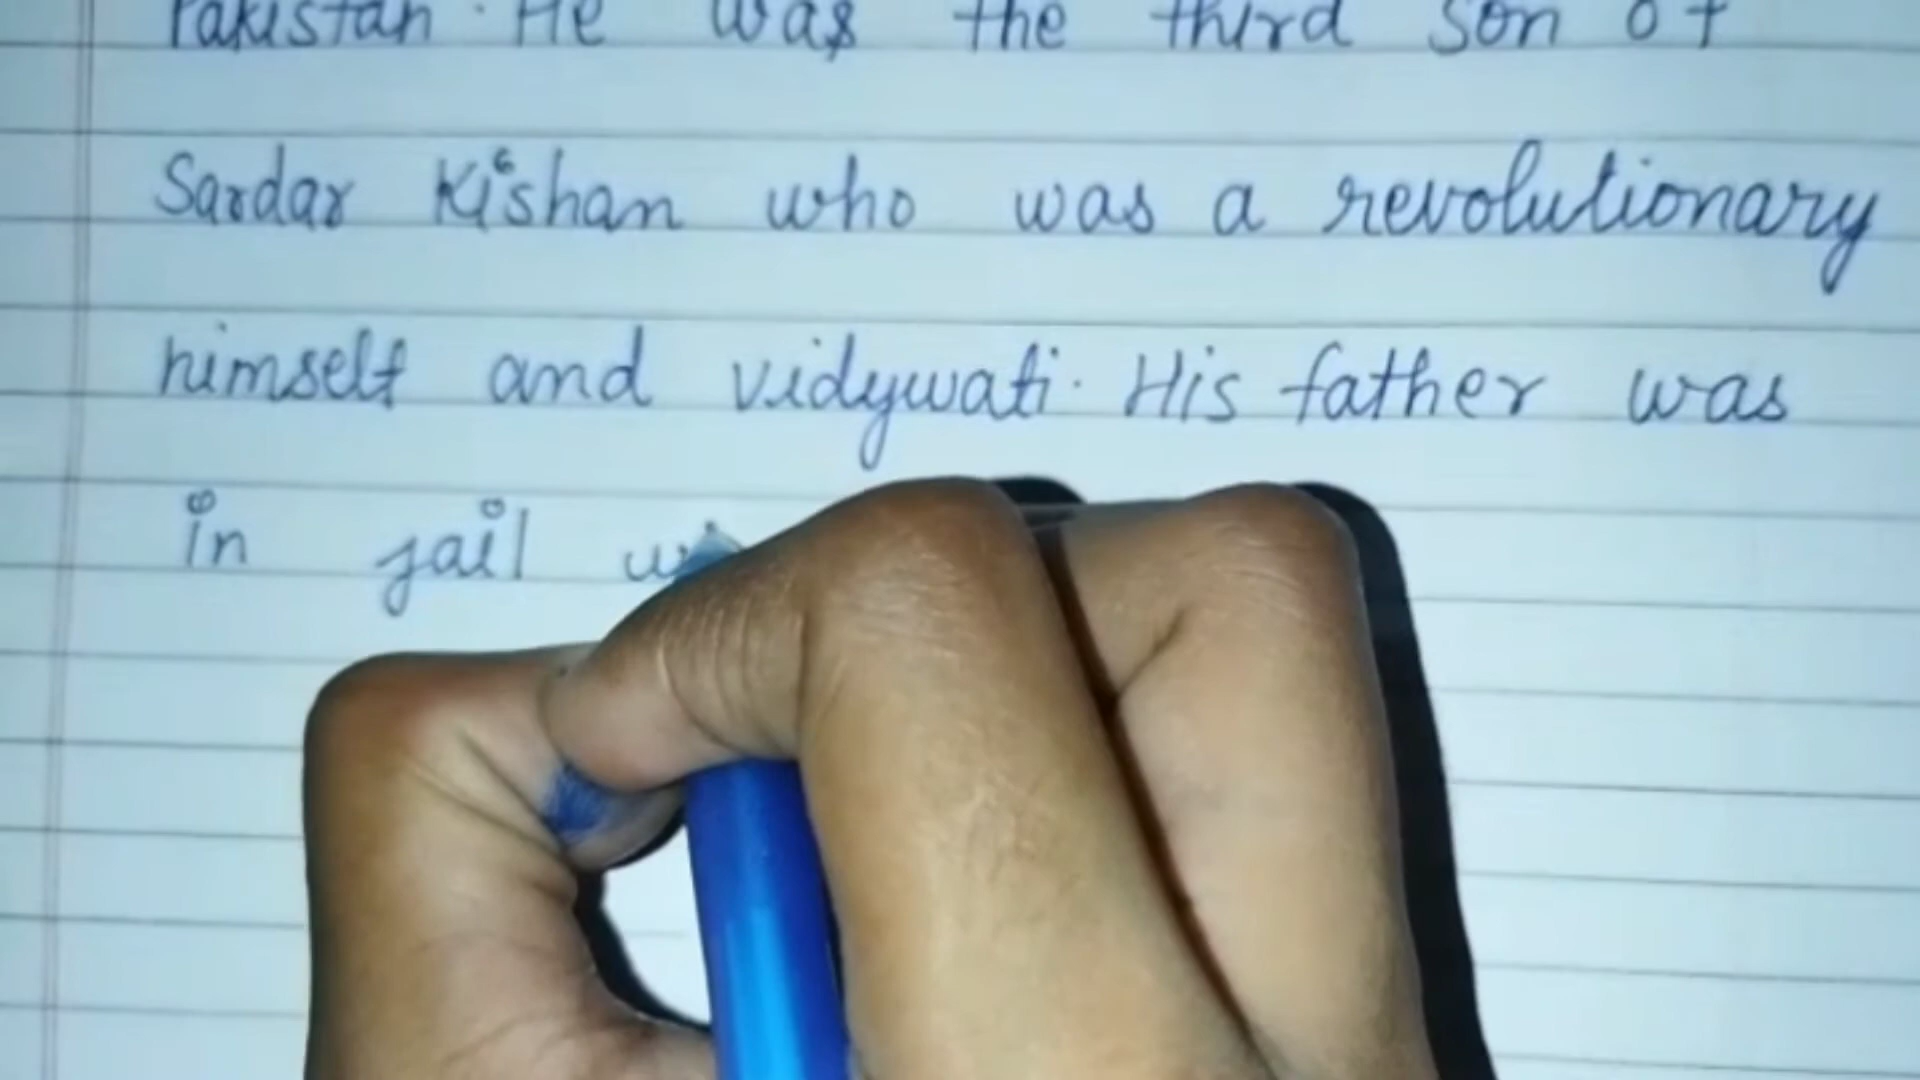 Pakistan. He was the third son of
Sardar Kishan who was a revolutionary
himself and vidywati. His father was
in jail